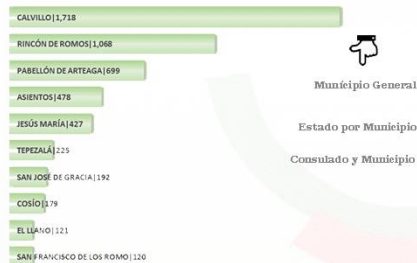 CALVILLO|1,718
RINCÓN DE ROMOS|1,068
PABELLÓN DE ARTEAGA|699
ASIENTOS|478
JESÚS MARÍA|427
TEPEZALÁ|225
SAN JOSÉ DE GRACIA|192
COSÍO|179
EL LLANO|121
SAN FRANCISCO DE LOS ROMO|120
Municipio General
Estado por Municipio
Consulado y Municipio